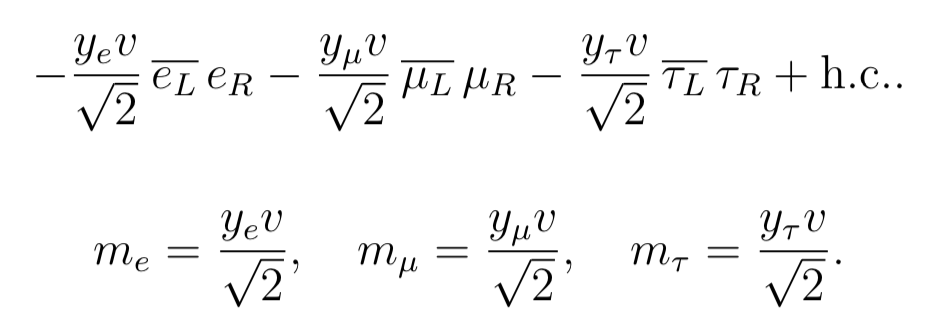 $-\frac{y_e v}{\sqrt{2}} \overline{e_L} e_R - \frac{y_\mu v}{\sqrt{2}} \overline{\mu_L} \mu_R - \frac{y_\tau v}{\sqrt{2}} \overline{\tau_L} \tau_R + \text{h.c.}.$
$m_e = \frac{y_e v}{\sqrt{2}}, \quad m_\mu = \frac{y_\mu v}{\sqrt{2}}, \quad m_\tau = \frac{y_\tau v}{\sqrt{2}}.$